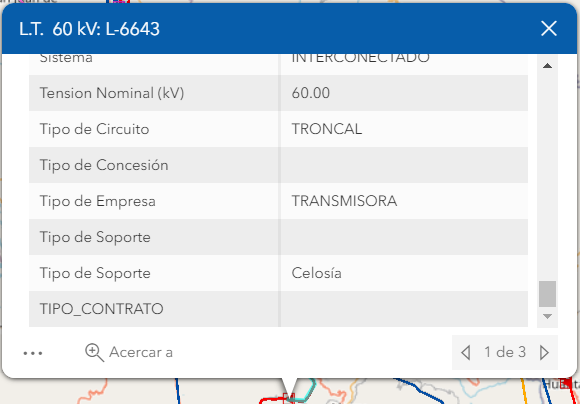 L.T. 60 kV: L-6643
Sistema INTERCONECTADO
Tension Nominal (kV) 60.00
Tipo de Circuito TRONCAL
Tipo de Concesión
Tipo de Empresa TRANSMISORA
Tipo de Soporte
Tipo de Soporte Celosía
TIPO_CONTRATO
... Acercar a 1 de 3